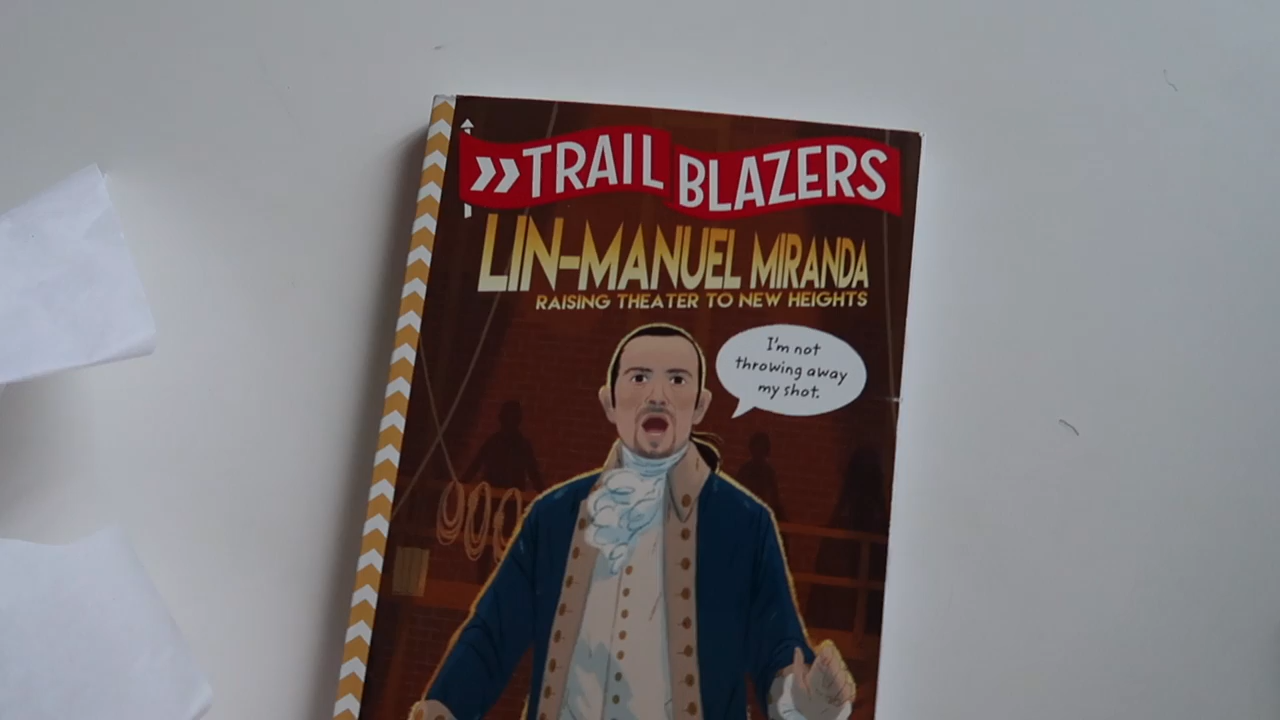 TRAIL BLAZERS
LIN-MANUEL MIRANDA
RAISING THEATER TO NEW HEIGHTS
I'm not
throwing away
my shot.